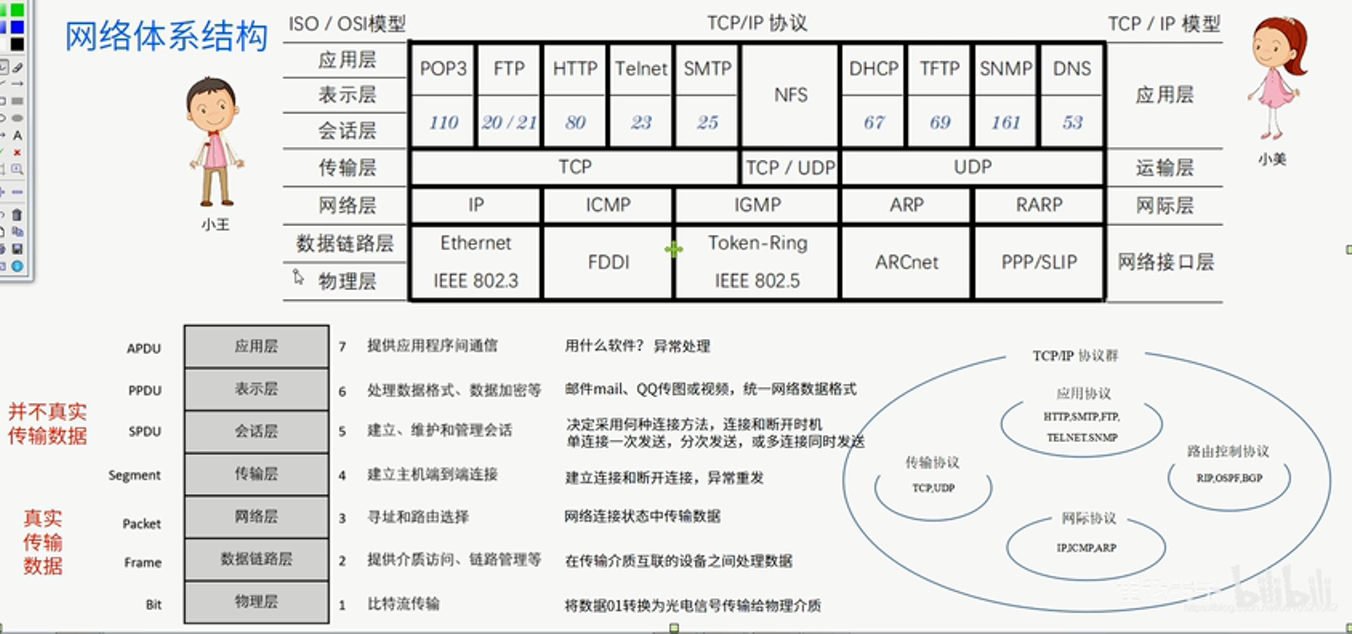 网络体系结构
ISO / OSI模型 TCP/IP 协议 TCP / IP 模型
应用层 POP3 FTP HTTP Telnet SMTP DHCP TFTP SNMP DNS
表示层 NFS 应用层
会话层 110 20 / 21 80 23 25 67 69 161 53
传输层 TCP TCP / UDP UDP 运输层
网络层 IP ICMP IGMP ARP RARP 网际层
数据链路层 Ethernet Token-Ring
FDDI ARCnet PPP/SLIP 网络接口层
物理层 IEEE 802.3 IEEE 802.5
小王
小美
APDU 应用层 7 提供应用程序间通信 用什么软件？ 异常处理
PPDU 表示层 6 处理数据格式、数据加密等 邮件mail、QQ传图或视频，统一网络数据格式
SPDU 会话层 5 建立、维护和管理会话 决定采用何种连接方法，连接和断开时机
单连接一次发送，分次发送，或多连接同时发送
Segment 传输层 4 建立主机端到端连接 建立连接和断开连接，异常重发
Packet 网络层 3 寻址和路由选择 网络连接状态中传输数据
Frame 数据链路层 2 提供介质访问、链路管理等 在传输介质互联的设备之间处理数据
Bit 物理层 1 比特流传输 将数据01转换为光电信号传输给物理介质
并不真实
传输数据
真实
传输
数据
TCP/IP 协议群
应用协议
HTTP,SMTP,FTP,
TELNET.SNMP
路由控制协议
RIP,OSPF,BGP
传输协议
TCP,UDP
网际协议
IP,ICMP,ARP
bilibili